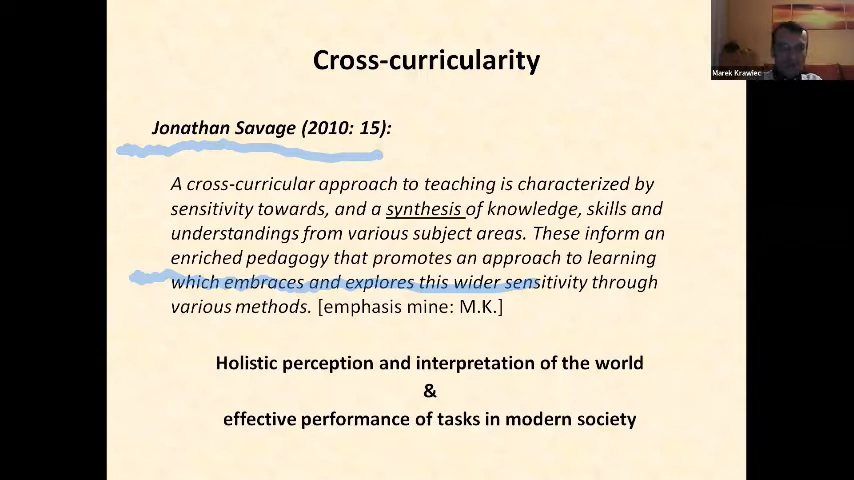 Cross-curricularity
Marek Krawiec
Jonathan Savage (2010: 15):
A cross-curricular approach to teaching is characterized by
sensitivity towards, and a synthesis of knowledge, skills and
understandings from various subject areas. These inform an
enriched pedagogy that promotes an approach to learning
which embraces and explores this wider sensitivity through
various methods. [emphasis mine: M.K.]
Holistic perception and interpretation of the world
&
effective performance of tasks in modern society